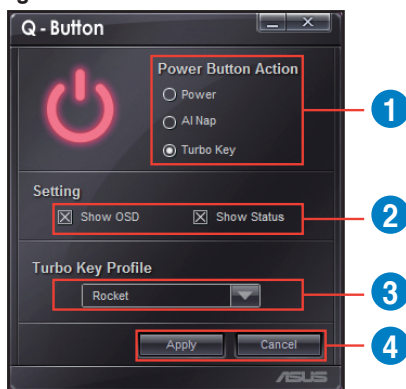 Q - Button
Power Button Action
Power
AI Nap
Turbo Key
1
Setting
Show OSD
Show Status
2
Turbo Key Profile
Rocket
3
Apply
Cancel
4
ASUS